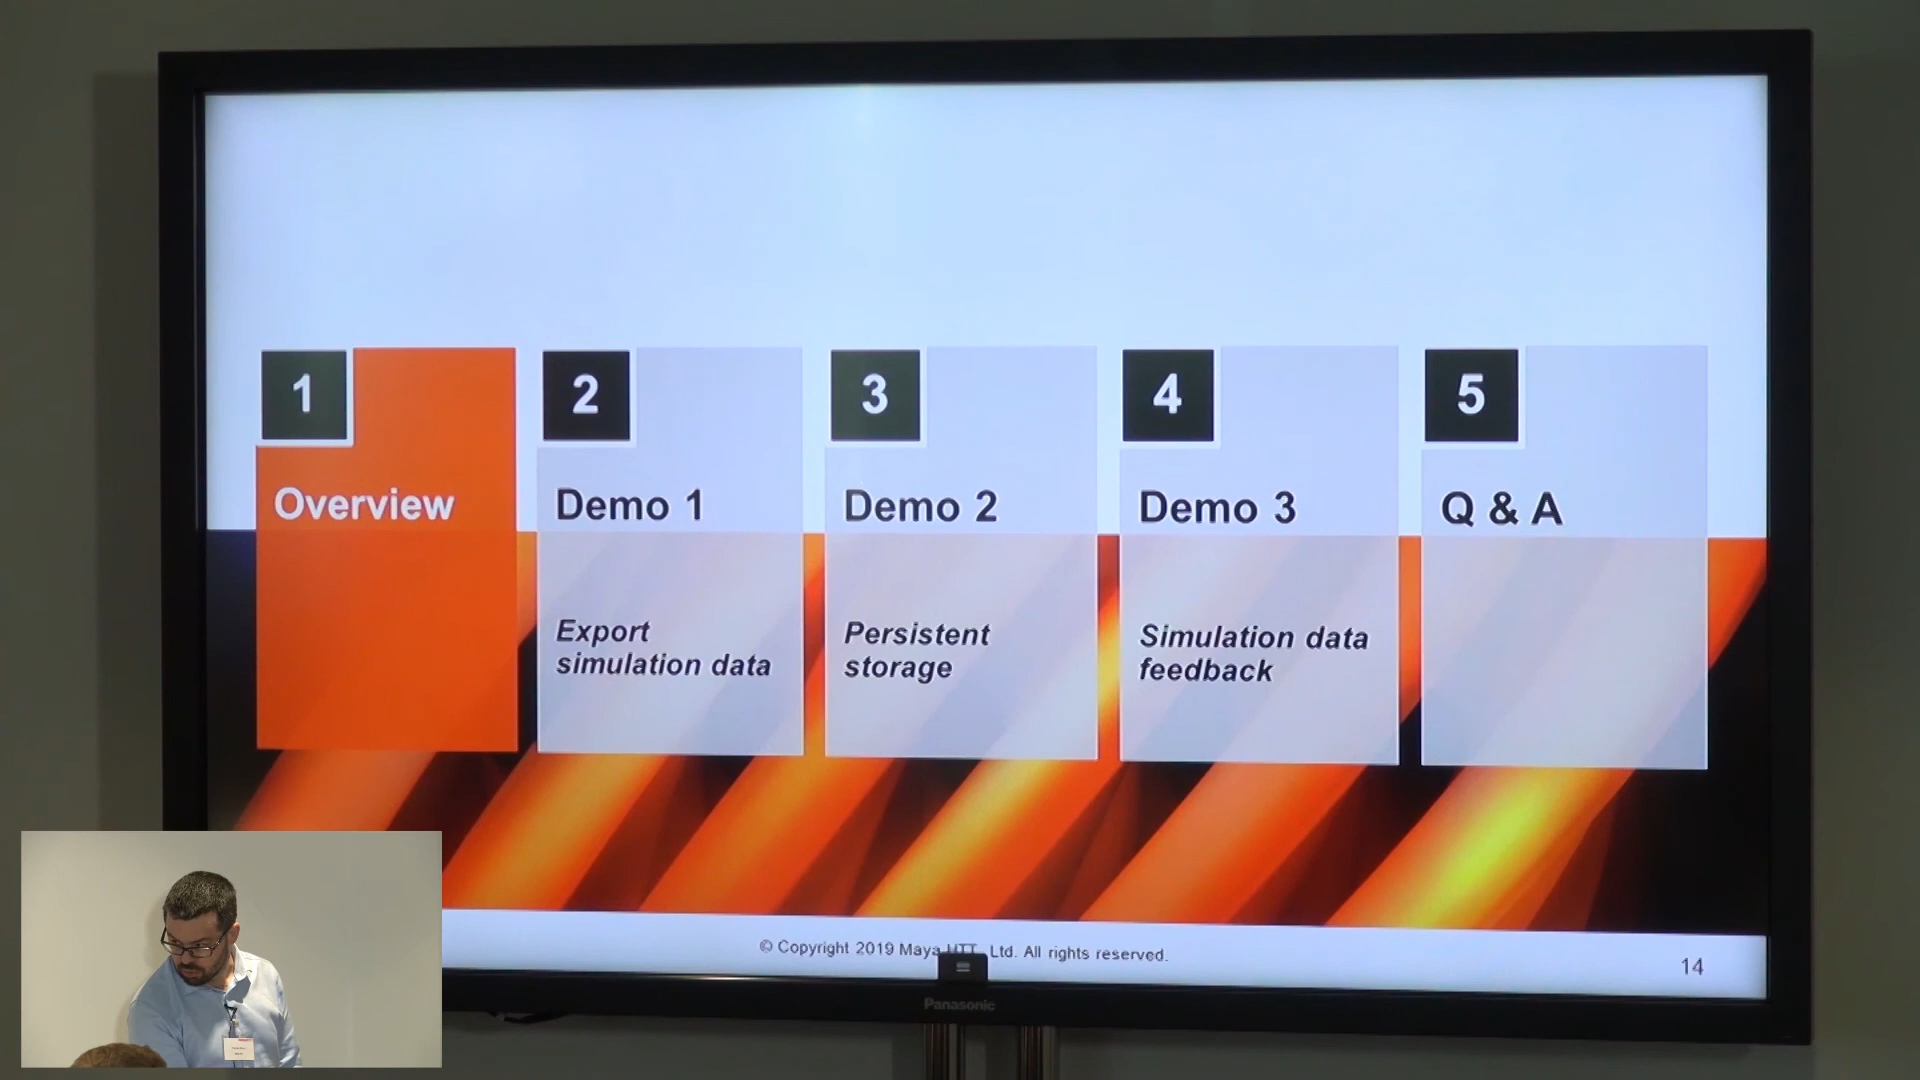 1
Overview
2
Demo 1
Export
simulation data
3
Demo 2
Persistent
storage
4
Demo 3
Simulation data
feedback
5
Q & A
© Copyright 2019 Maya HTT Ltd. All rights reserved.
14
Panasonic